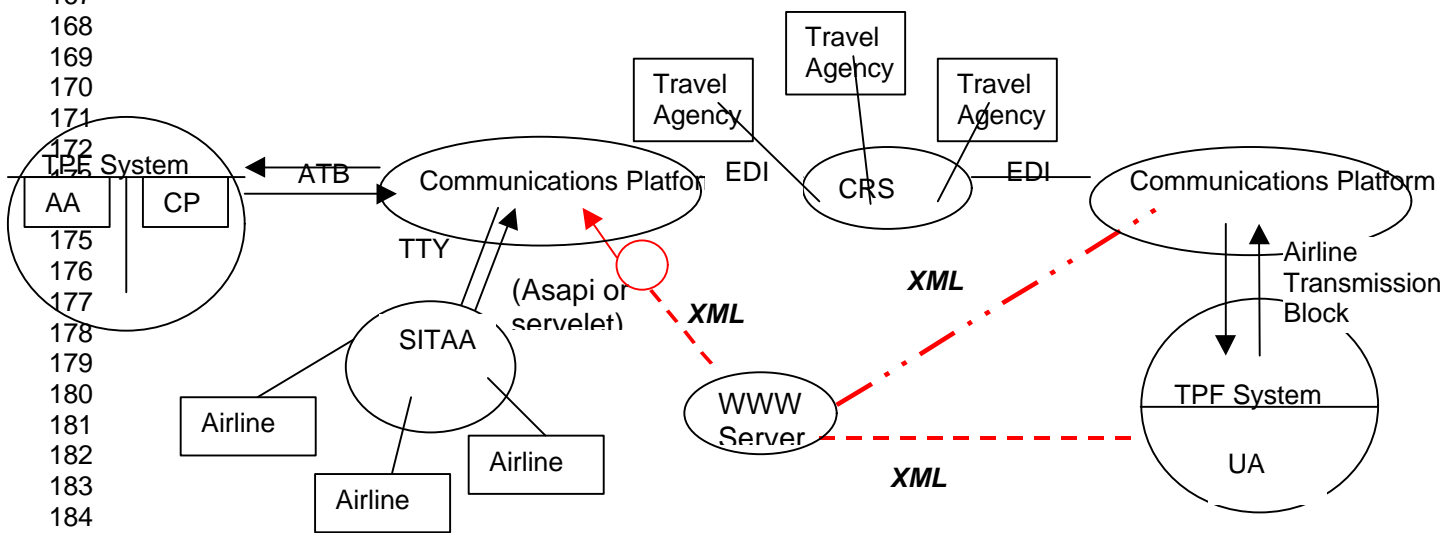 167
168
169
170
171
172
175
176
177
178
179
180
181
182
183
184
TPF System
AA
CP
ATB
Communications Platfor
TTY
SITAA
Airline
Airline
Airline
(Asapi or
servelet)
XML
Travel
Agency
Travel
Agency
Travel
Agency
EDI
CRS
EDI
Communications Platform
Airline
Transmission
Block
XML
WWW
Server
XML
TPF System
UA